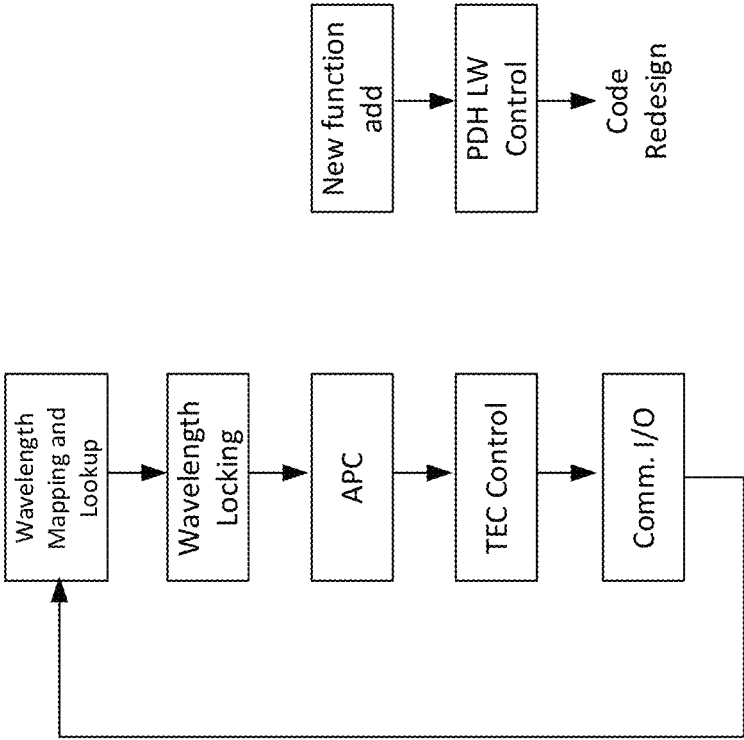 Wavelength
Mapping and
Lookup
Wavelength
Locking
APC
TEC Control
Comm. I/O
New function
add
PDH LW
Control
Code
Redesign